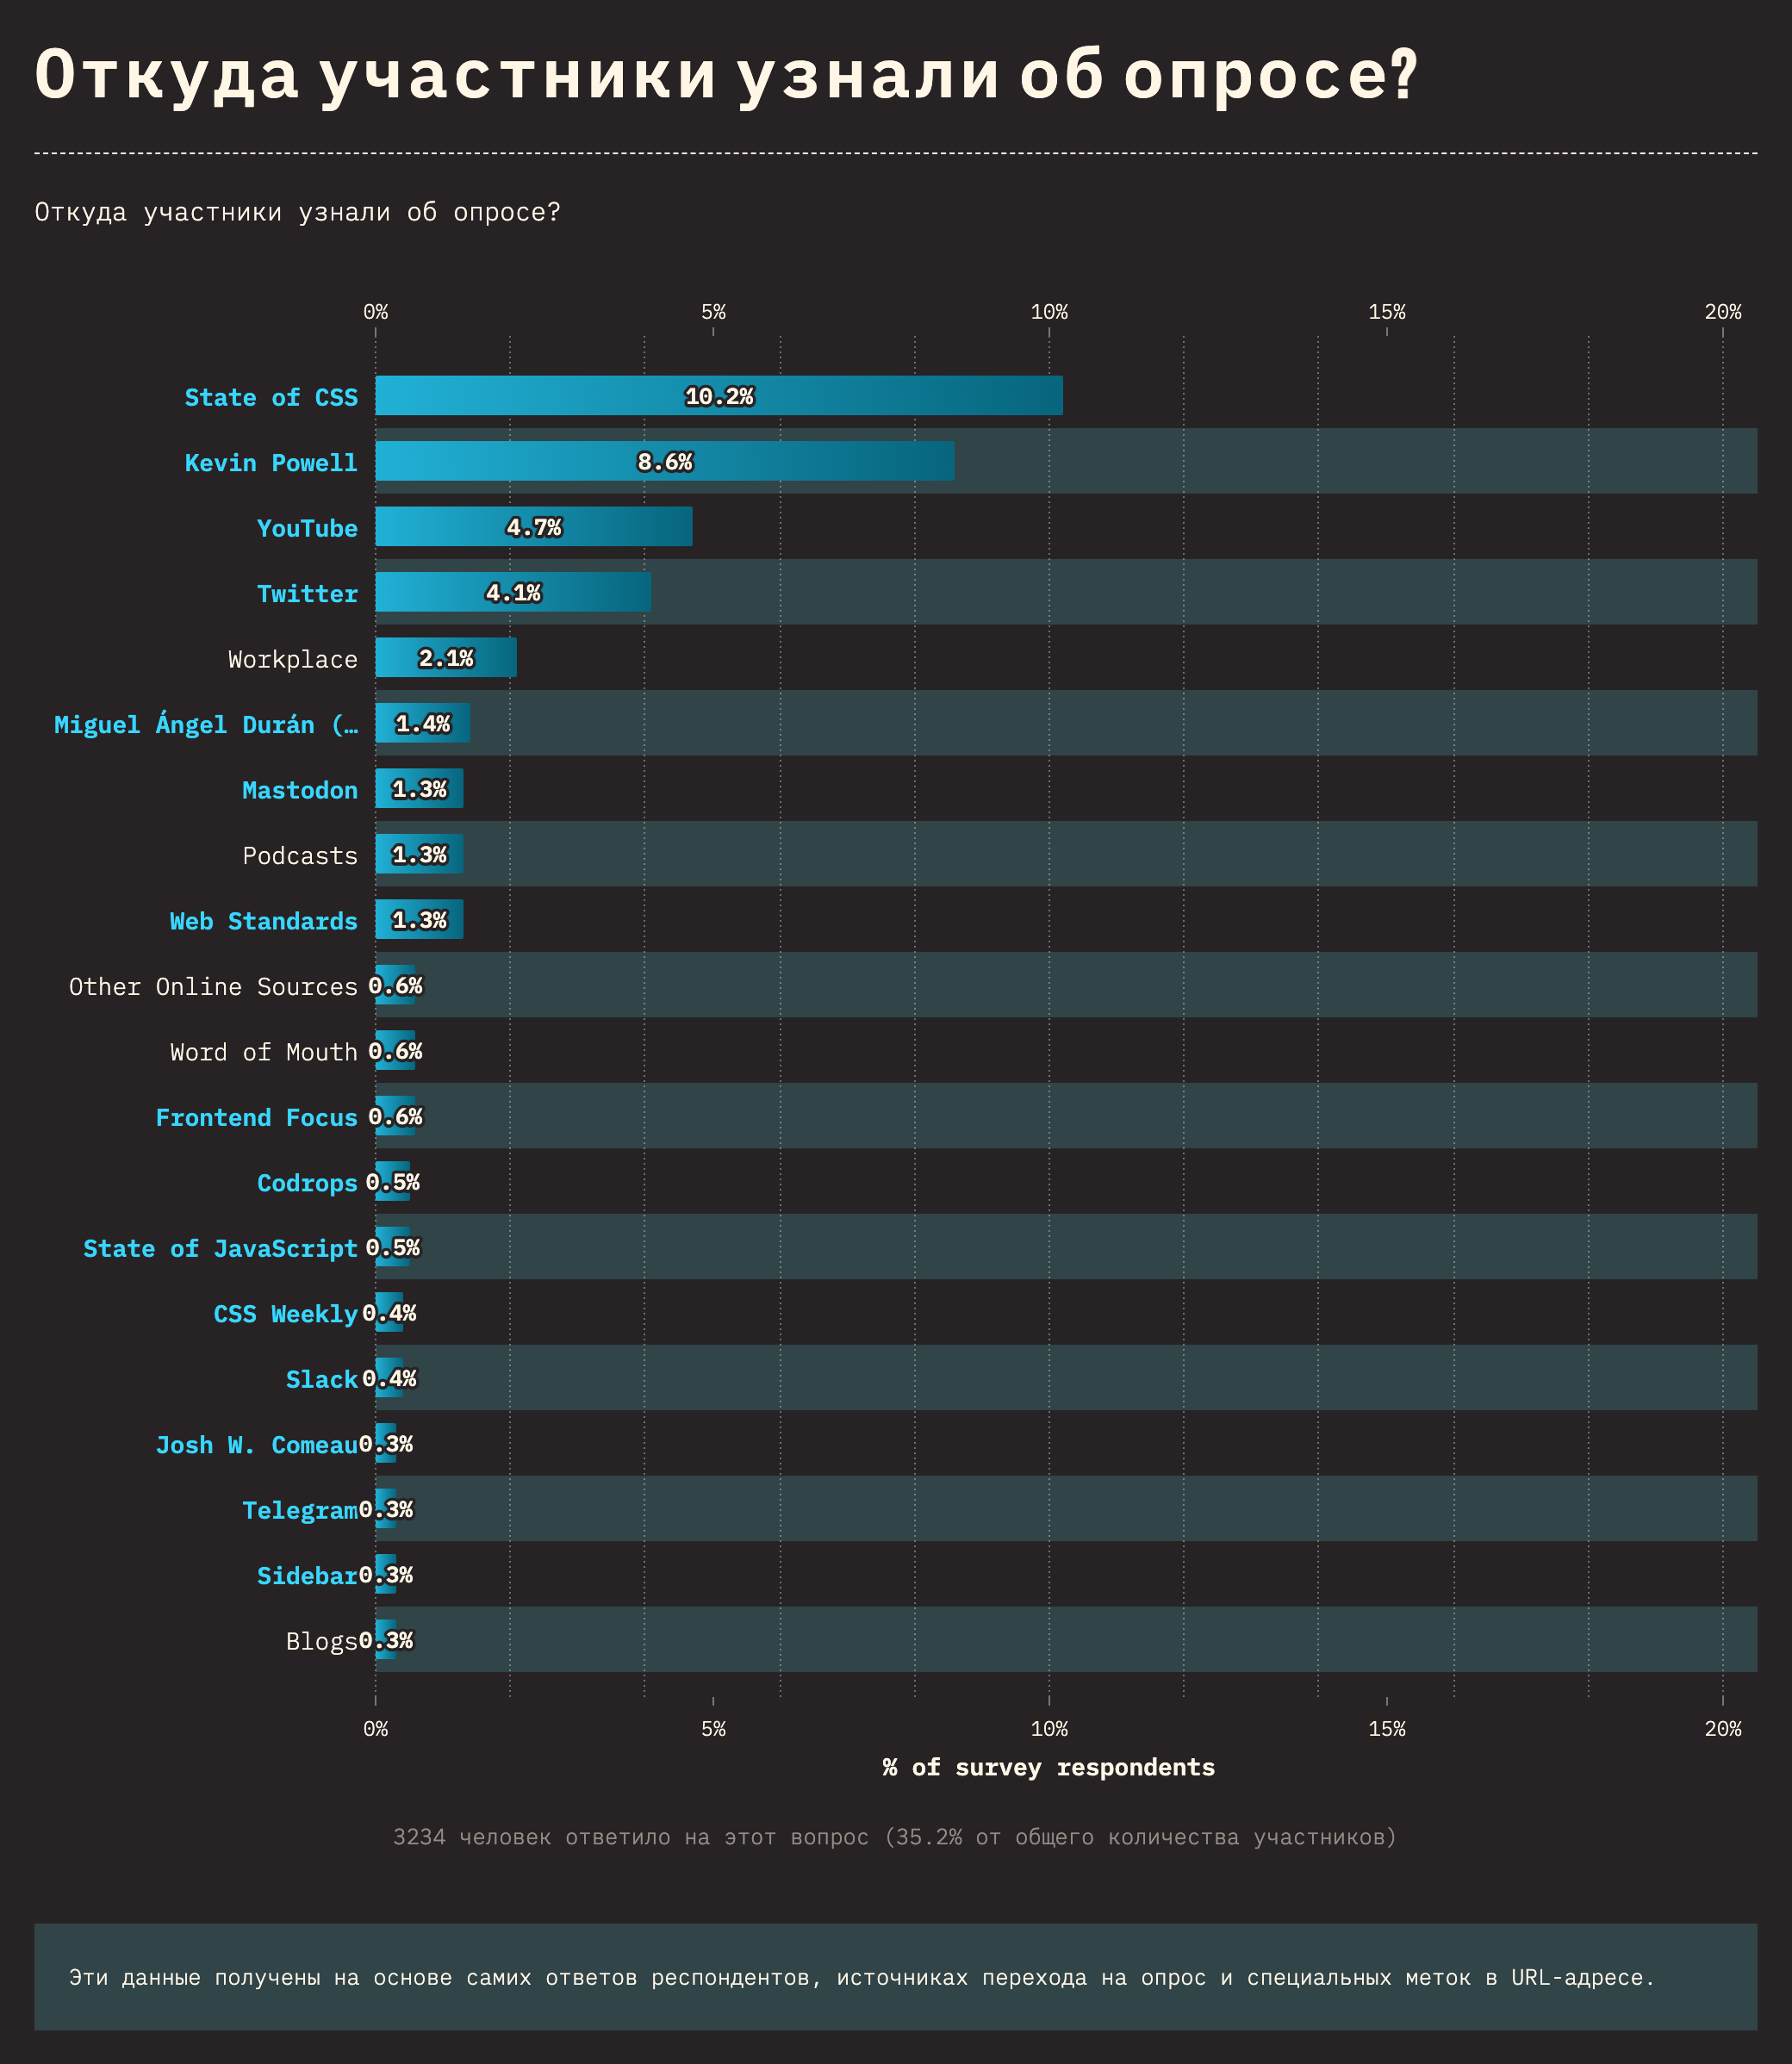 Откуда участники узнали об опросе?
Откуда участники узнали об опросе?
0% 5% 10% 15% 20%
State of CSS 10.2%
Kevin Powell 8.6%
YouTube 4.7%
Twitter 4.1%
Workplace 2.1%
Miguel Ángel Durán (… 1.4%
Mastodon 1.3%
Podcasts 1.3%
Web Standards 1.3%
Other Online Sources 0.6%
Word of Mouth 0.6%
Frontend Focus 0.6%
Codrops 0.5%
State of JavaScript 0.5%
CSS Weekly 0.4%
Slack 0.4%
Josh W. Comeau 0.3%
Telegram 0.3%
Sidebar 0.3%
Blogs 0.3%
0% 5% 10% 15% 20%
% of survey respondents
3234 человек ответило на этот вопрос (35.2% от общего количества участников)
Эти данные получены на основе самих ответов респондентов, источниках перехода на опрос и специальных меток в URL-адресе.